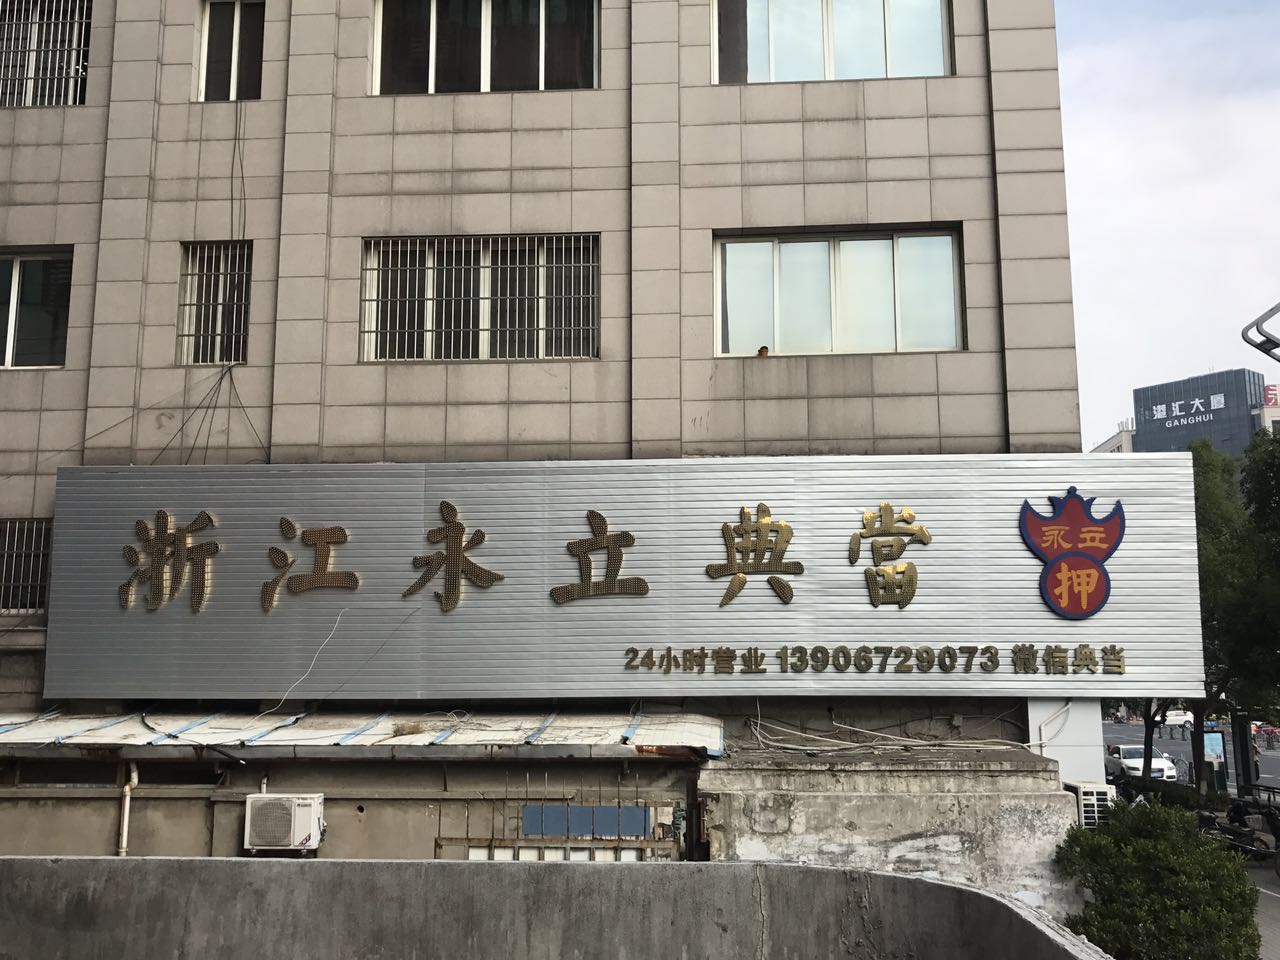 浙江永立典當
永立
押
24小时营业 13906729073 微信典当
港汇大厦
GANGHUI